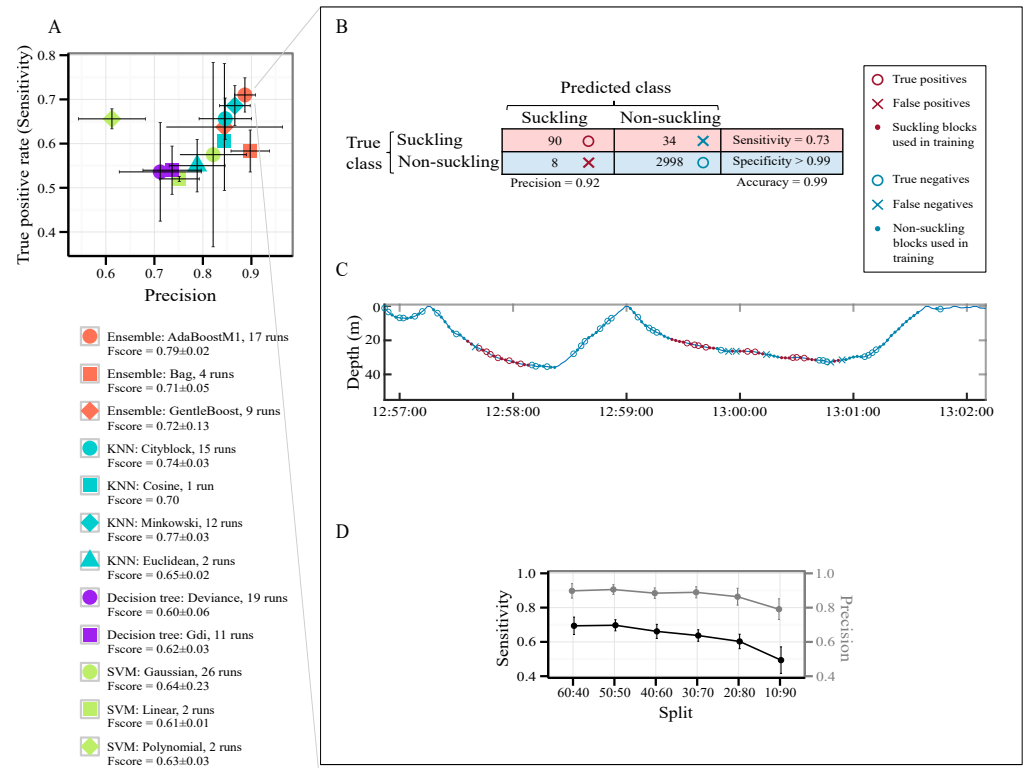 A
True positive rate (Sensitivity)
0.8
0.7
0.6
0.5
0.4
0.6 0.7 0.8 0.9
Precision
Ensemble: AdaBoostM1, 17 runs
Fscore = 0.79±0.02
Ensemble: Bag, 4 runs
Fscore = 0.71±0.05
Ensemble: GentleBoost, 9 runs
Fscore = 0.72±0.13
KNN: Cityblock, 15 runs
Fscore = 0.74±0.03
KNN: Cosine, 1 run
Fscore = 0.70
KNN: Minkowski, 12 runs
Fscore = 0.77±0.03
KNN: Euclidean, 2 runs
Fscore = 0.65±0.02
Decision tree: Deviance, 19 runs
Fscore = 0.60±0.06
Decision tree: Gdi, 11 runs
Fscore = 0.62±0.03
SVM: Gaussian, 26 runs
Fscore = 0.64±0.23
SVM: Linear, 2 runs
Fscore = 0.61±0.01
SVM: Polynomial, 2 runs
Fscore = 0.63±0.03
B
Predicted class
Suckling Non-suckling
True class
Suckling 90 34 Sensitivity = 0.73
Non-suckling 8 2998 Specificity > 0.99
Precision = 0.92 Accuracy = 0.99
True positives
False positives
Suckling blocks
used in training
True negatives
False negatives
Non-suckling
blocks used in
training
C
Depth (m)
0
20
40
12:57:00 12:58:00 12:59:00 13:00:00 13:01:00 13:02:00
D
Sensitivity
1.0
0.8
0.6
0.4
1.0
0.8
0.6
0.4
Precision
60:40 50:50 40:60 30:70 20:80 10:90
Split